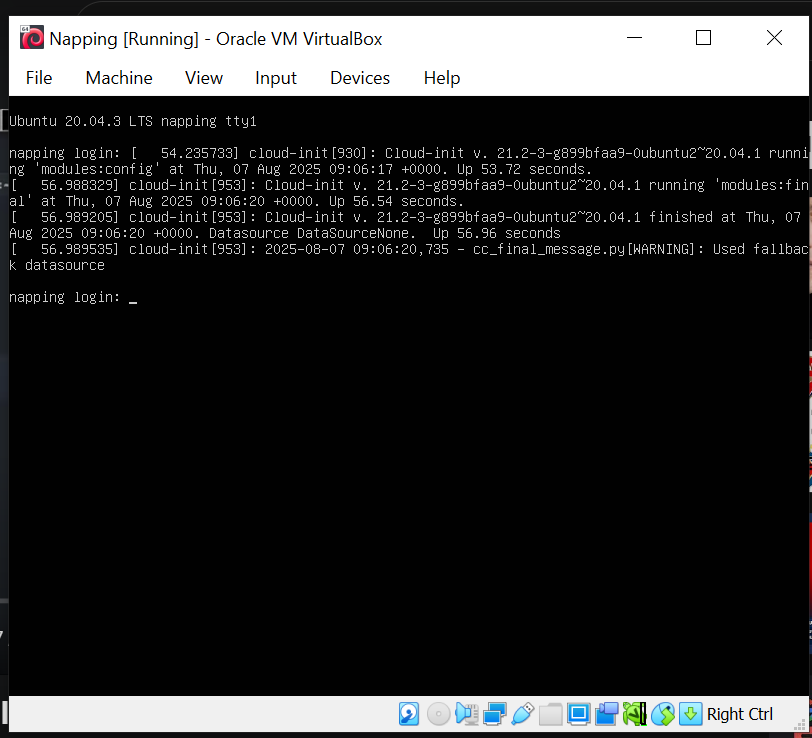 Napping [Running] - Oracle VM VirtualBox
File Machine View Input Devices Help
Ubuntu 20.04.3 LTS napping tty1
napping login: [   54.235733] cloud-init[930]: Cloud-init v. 21.2-3-g899bfaa9-0ubuntu2~20.04.1 runni
ng 'modules:config' at Thu, 07 Aug 2025 09:06:17 +0000. Up 53.72 seconds.
[   56.988329] cloud-init[953]: Cloud-init v. 21.2-3-g899bfaa9-0ubuntu2~20.04.1 running 'modules:fin
al' at Thu, 07 Aug 2025 09:06:20 +0000. Up 56.54 seconds.
[   56.989205] cloud-init[953]: Cloud-init v. 21.2-3-g899bfaa9-0ubuntu2~20.04.1 finished at Thu, 07
Aug 2025 09:06:20 +0000. Datasource DataSourceNone.  Up 56.96 seconds
[   56.989535] cloud-init[953]: 2025-08-07 09:06:20,735 - cc_final_message.py[WARNING]: Used fallbac
k datasource
napping login: _
Right Ctrl